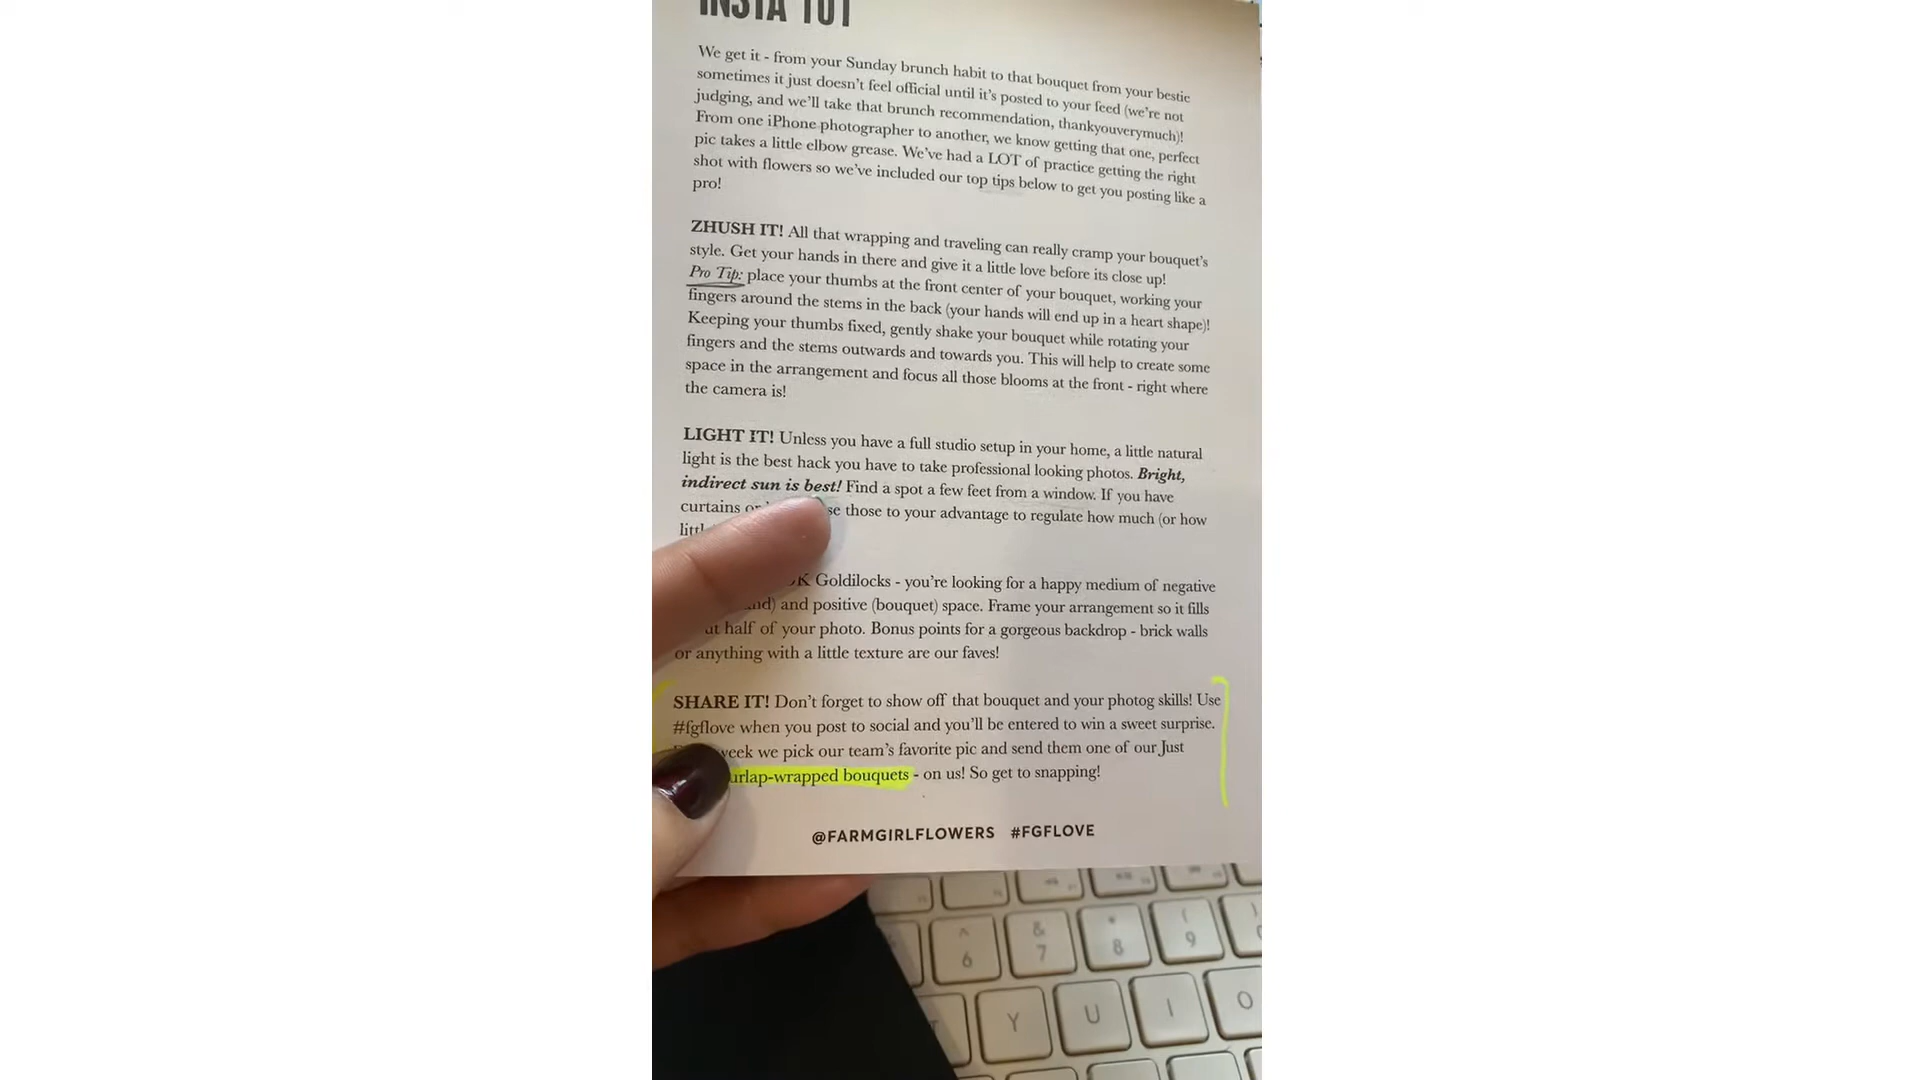 INSTA 101
We get it - from your Sunday brunch habit to that bouquet from your bestie
sometimes it just doesn't feel official until it's posted to your feed (we're not
judging, and we'll take that brunch recommendation, thankyouverymuch)!
From one iPhone photographer to another, we know getting that one, perfect
pic takes a little elbow grease. We've had a LOT of practice getting the right
shot with flowers so we've included our top tips below to get you posting like a
pro!
ZHUSH IT! All that wrapping and traveling can really cramp your bouquet's
style. Get your hands in there and give it a little love before its close up!
Pro Tip: place your thumbs at the front center of your bouquet, working your
fingers around the stems in the back (your hands will end up in a heart shape)!
Keeping your thumbs fixed, gently shake your bouquet while rotating your
fingers and the stems outwards and towards you. This will help to create some
space in the arrangement and focus all those blooms at the front - right where
the camera is!
LIGHT IT! Unless you have a full studio setup in your home, a little natural
light is the best hack you have to take professional looking photos. Bright,
indirect sun is best! Find a spot a few feet from a window. If you have
curtains those to your advantage to regulate how much (or how
Goldilocks - you're looking for a happy medium of negative
and positive (bouquet) space. Frame your arrangement so it fills
half of your photo. Bonus points for a gorgeous backdrop - brick walls
or anything with a little texture are our faves!
SHARE IT! Don't forget to show off that bouquet and your photog skills! Use
#fgflove when you post to social and you'll be entered to win a sweet surprise.
week we pick our team's favorite pic and send them one of our Just
urlap-wrapped bouquets - on us! So get to snapping!
@FARMGIRLFLOWERS #FGFLOVE
^ & * (
6 7 8 9
Y U I O